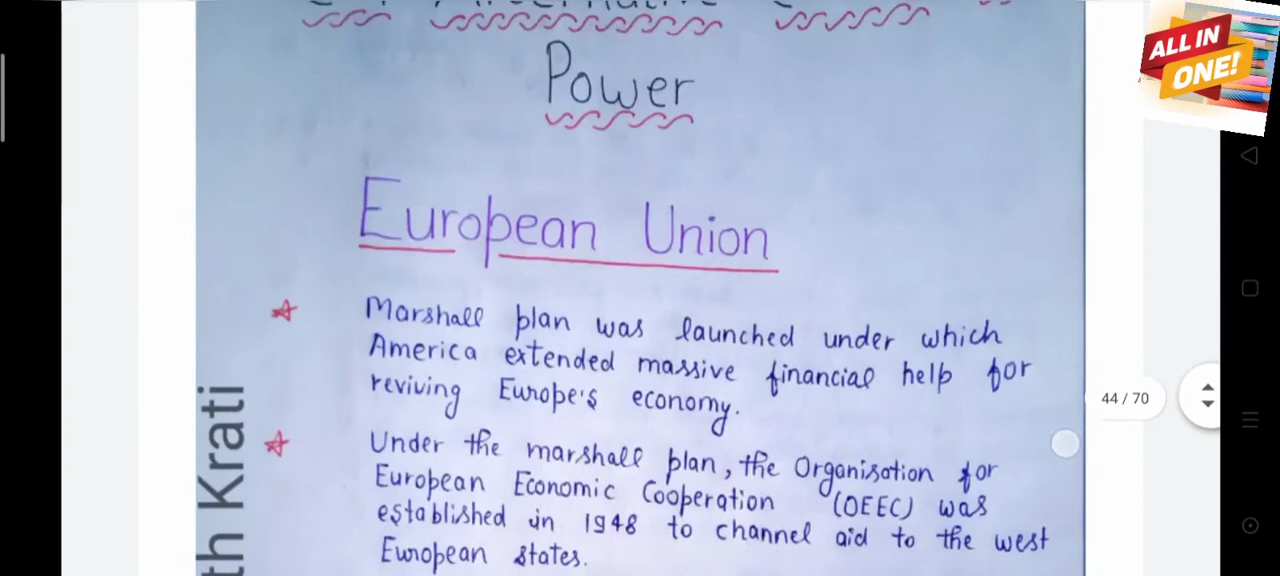 Power
European Union
Marshall plan was launched under which
America extended massive financial help for
reviving Europe's economy.
Under the marshall plan, the Organisation for
European Economic Cooperation (OEEC) was
established in 1948 to channel aid to the west
European states.
th Krati
44 / 70
ALL IN
ONE!